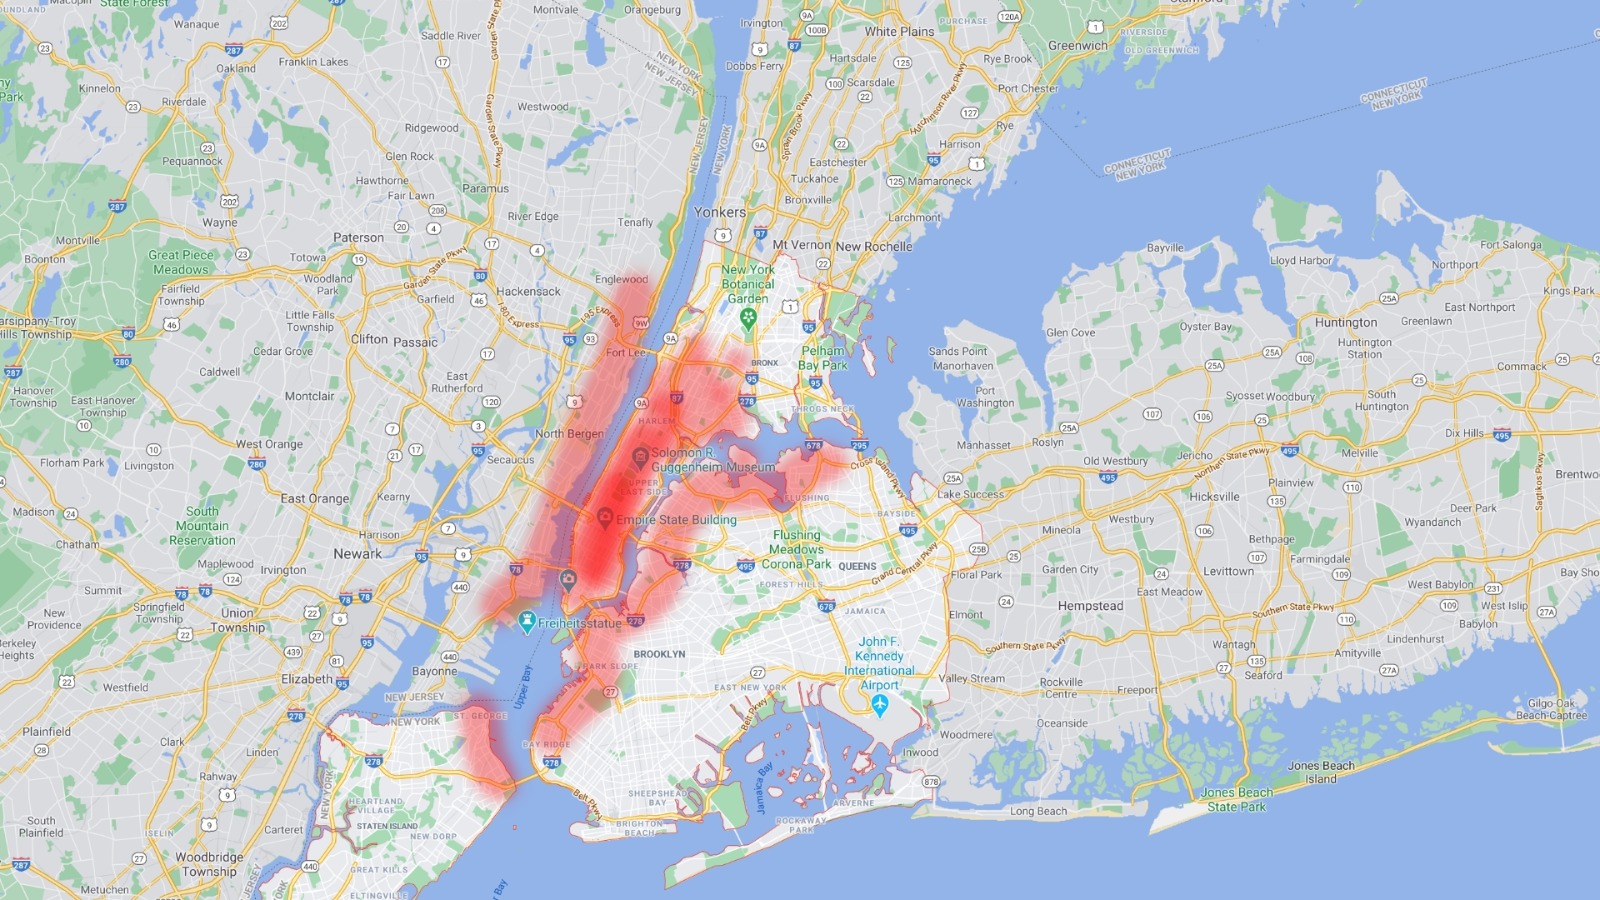 State Forest
Montvale
Orangeburg
Wanaque
Saddle River
Irvington
White Plains
PURCHASE
Greenwich
RIVERSIDE
OLD GREENWICH
Oakland
Franklin Lakes
Dobbs Ferry
Hartsdale
Rye Brook
Scarsdale
Port Chester
Kinnelon
Riverdale
Westwood
NEW YORK
NEW JERSEY
CONNECTICUT
NEW YORK
Garden State Pkwy
Sprain Brook Pkwy
Hutchinson River Pkwy
Rye
Ridgewood
Harrison
Pequannock
Glen Rock
Eastchester
Tuckahoe
Mamaroneck
CONNECTICUT
NEW YORK
Hawthorne
Fair Lawn
Paramus
Bronxville
Wayne
River Edge
Tenafly
Yonkers
Larchmont
Montville
Paterson
Mt Vernon
New Rochelle
Bayville
Lloyd Harbor
Fort Salonga
Boonton
Great Piece
Meadows
Totowa
Woodland
Park
Garfield
Hackensack
Englewood
New York
Botanical
Garden
Northport
Kings Park
Fairfield
Township
Little Falls
Township
I-95 Express
I-80 Express
East Northport
Parsippany-Troy
Hills Township
Clifton
Passaic
Fort Lee
BRONX
Pelham
Bay Park
Glen Cove
Oyster Bay
Huntington
Greenlawn
Huntington
Station
Cedar Grove
Caldwell
East
Rutherford
Sands Point
Manorhaven
Commack
Hanover
Township
East Hanover
Township
Montclair
Port
Washington
Syosset
Woodbury
South
Huntington
THROGS NECK
HARLEM
North Bergen
West Orange
Secaucus
Manhasset
Roslyn
Jericho
Melville
Dix Hills
Florham Park
Livingston
Solomon R.
Guggenheim Museum
UPPER
EAST SIDE
Cross Island Pkwy
Old Westbury
Northern State Pkwy
Brentwood
East Orange
Kearny
FLUSHING
Lake Success
Hicksville
Plainview
Sagtikos Pkwy
Madison
South
Mountain
Reservation
Empire State Building
BAYSIDE
Mineola
Westbury
Deer Park
Wyandanch
Chatham
Harrison
Newark
Flushing
Meadows
Corona Park
QUEENS
Bethpage
Maplewood
Irvington
Grand Central Pkwy
Floral Park
Garden City
Farmingdale
Levittown
Bay Shore
Summit
FOREST HILLS
East Meadow
West Babylon
New
Providence
Springfield
Township
Union
Township
Freiheitsstatue
JAMAICA
Elmont
Hempstead
Southern State Pkwy
West Islip
Babylon
Berkeley
Heights
BROOKLYN
John F.
Kennedy
International
Airport
Southern State Pkwy
Wantagh
Lindenhurst
Amityville
Westfield
Elizabeth
Bayonne
Upper Bay
PARK SLOPE
EAST NEW YORK
Valley Stream
Rockville
Centre
Freeport
Seaford
NEW JERSEY
NEW YORK
ST. GEORGE
Belt Pkwy
Oceanside
Gilgo-Oak
Beach-Captree
Plainfield
Clark
Linden
BAY RIDGE
Woodmere
Inwood
Jones Beach
Island
Rahway
Belt Pkwy
SHEEPSHEAD
BAY
Jamaica Bay
Jones Beach
State Park
HEARTLAND
VILLAGE
STATEN ISLAND
NEW DORP
BRIGHTON
BEACH
ROCKAWAY
PARK
ARVERNE
Long Beach
South
Plainfield
ISELIN
Carteret
Woodbridge
Township
GREAT KILLS
Metuchen
ELTINGVILLE